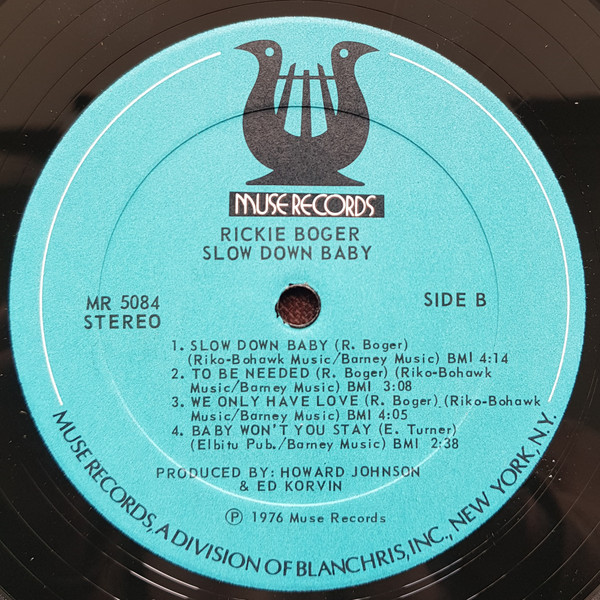 MUSE RECORDS
RICKIE BOGER
SLOW DOWN BABY
MR 5084
STEREO
SIDE B
1. SLOW DOWN BABY (R. Boger)
(Riko-Bohawk Music/Barney Music) BMI 4:14
2. TO BE NEEDED (R. Boger) (Riko-Bohawk
Music/Barney Music) BMI 3:08
3. WE ONLY HAVE LOVE (R. Boger) (Riko-Bohawk
Music/Barney Music) BMI 4:05
4. BABY WON'T YOU STAY (E. Turner)
(Elbitu Pub./Barney Music) BMI 2:38
PRODUCED BY: HOWARD JOHNSON
& ED KORVIN
℗ 1976 Muse Records
MUSE RECORDS, A DIVISION OF BLANCHRIS, INC., NEW YORK, N.Y.